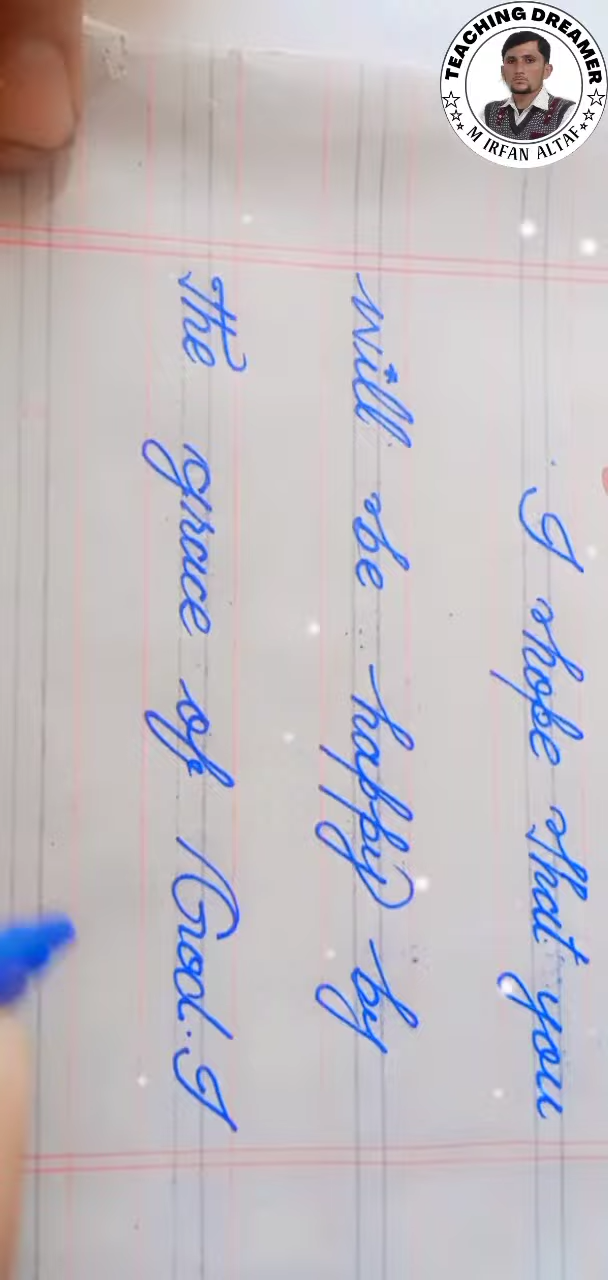 TEACHING DREAMER
M IRFAN ALTAF
I hope that you
will be happy by
the grace of God. I